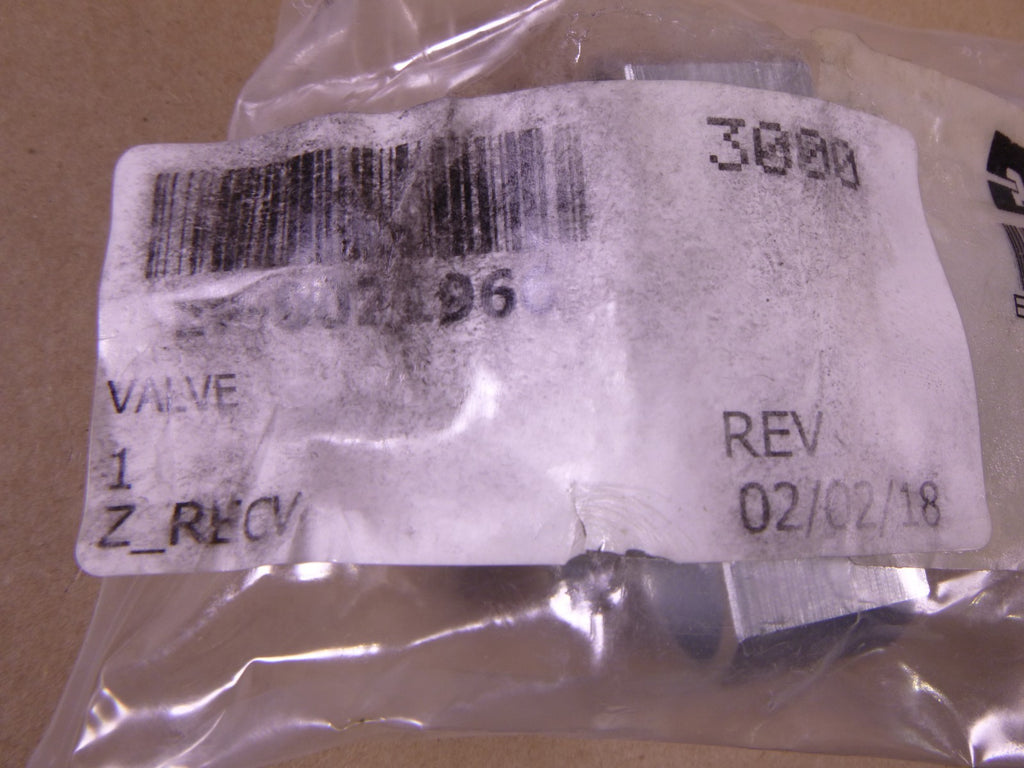 3000
VALVE
1
REV
Z_RECV
02/02/18